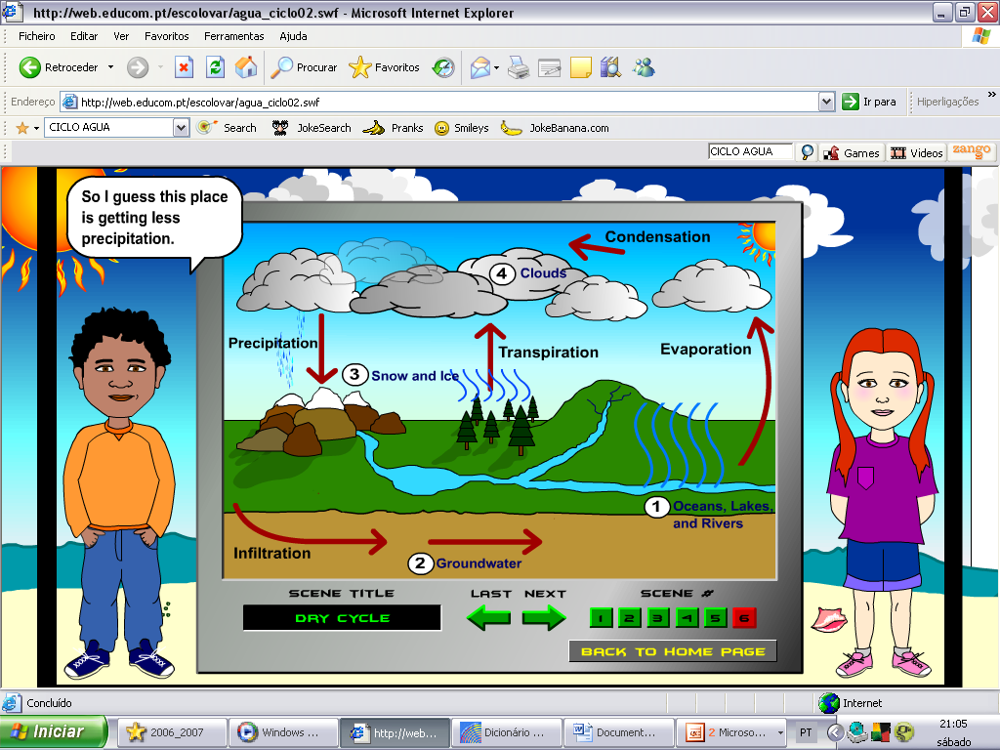 http://web.educom.pt/escolovar/agua_ciclo02.swf - Microsoft Internet Explorer
Ficheiro Editar Ver Favoritos Ferramentas Ajuda
Retroceder Procurar Favoritos
Endereço http://web.educom.pt/escolovar/agua_ciclo02.swf Ir para Hiperligações »
CICLO AGUA Search JokeSearch Pranks Smileys JokeBanana.com
CICLO AGUA Games Videos zango
So I guess this place
is getting less
precipitation.
Condensation
4 Clouds
Precipitation
Transpiration
Evaporation
3 Snow and Ice
1 Oceans, Lakes,
and Rivers
Infiltration
2 Groundwater
SCENE TITLE LAST NEXT SCENE #
DRY CYCLE 1 2 3 4 5 6
BACK TO HOME PAGE
Concluído Internet
Iniciar 2006_2007 Windows ... http://web... Dicionário ... Document... 2 Microso... PT 21:05
sábado